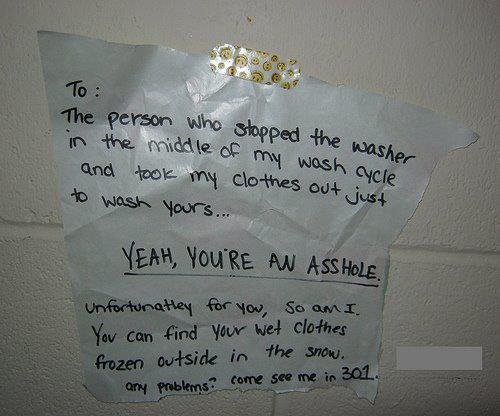 To :
The person who stopped the washer
in the middle of my wash cycle
and took my clothes out just
to wash yours...
YEAH, YOU'RE AN ASSHOLE.
Unfortunatley for you, so am I.
You can find your wet clothes
frozen outside in the snow.
any problems? come see me in 301.